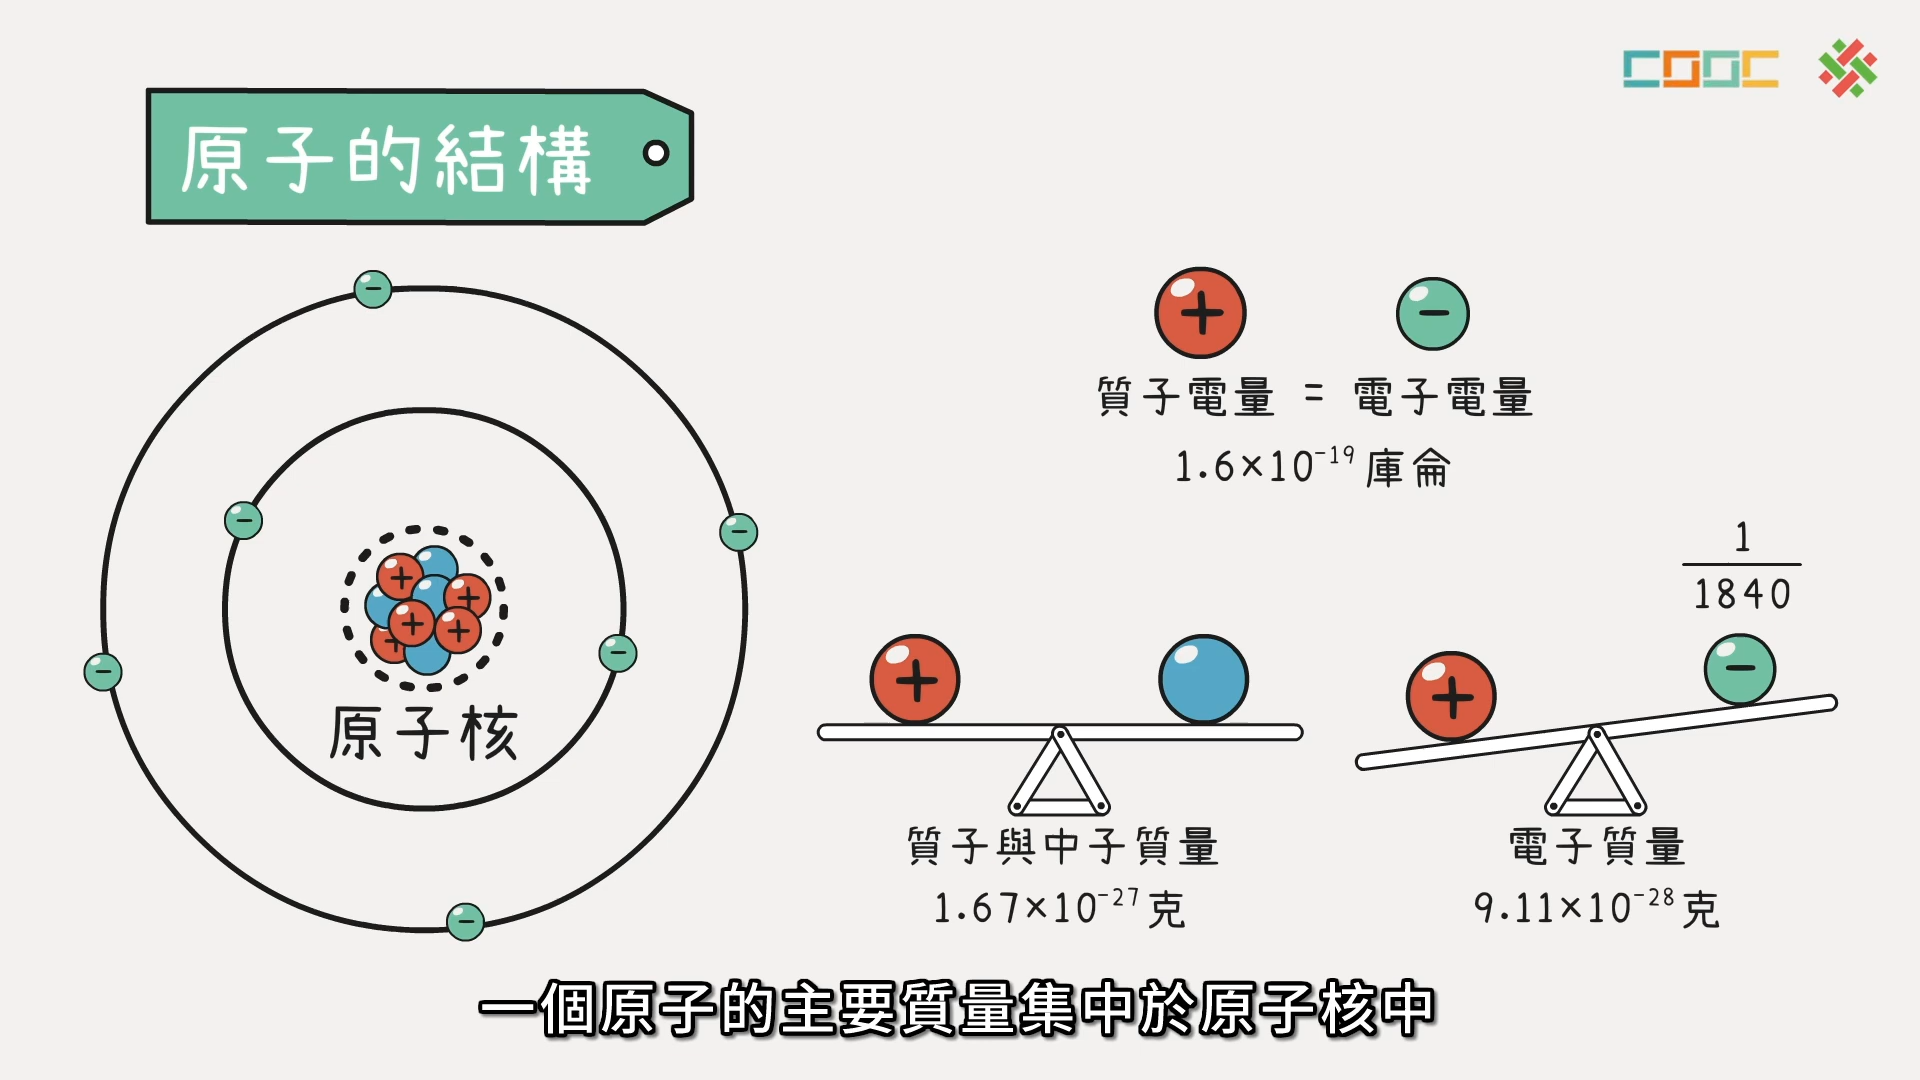 COOC
原子的結構
質子電量 = 電子電量
1.6×10⁻¹⁹庫侖
1
1840
原子核
質子與中子質量
1.67×10⁻²⁷克
電子質量
9.11×10⁻²⁸克
一個原子的主要質量集中於原子核中